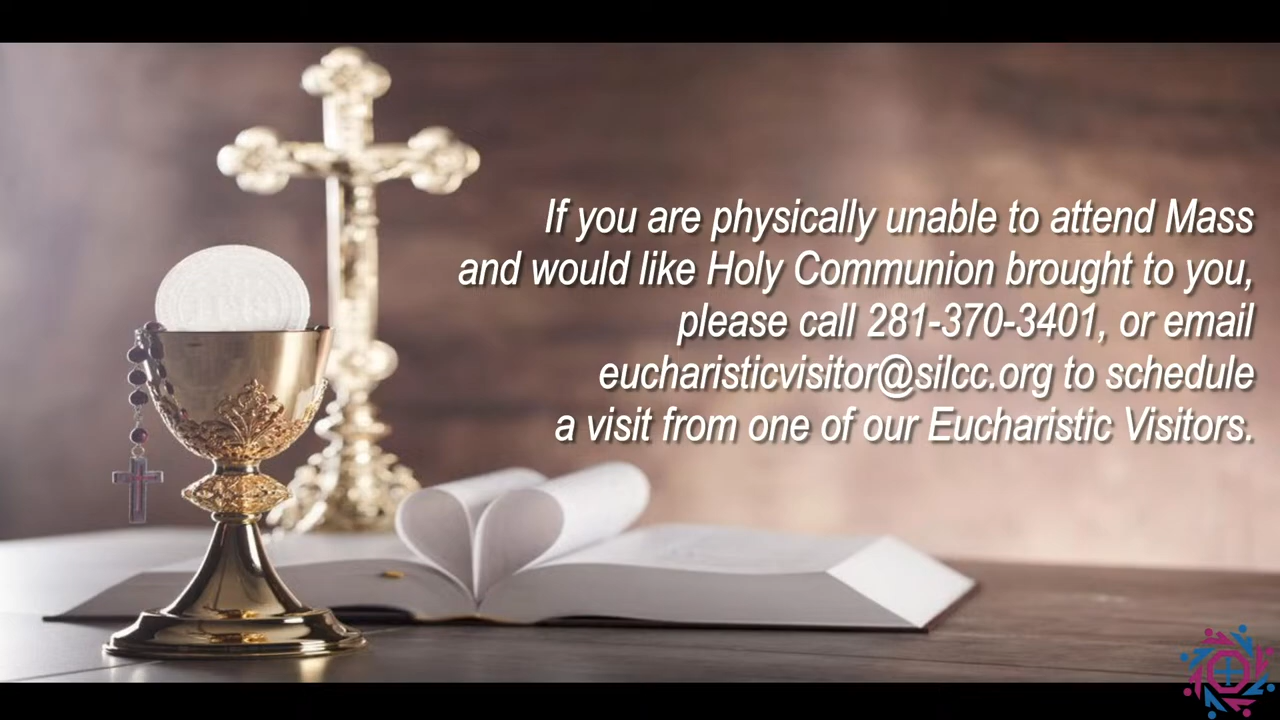 If you are physically unable to attend Mass
and would like Holy Communion brought to you,
please call 281-370-3401, or email
eucharisticvisitor@silcc.org to schedule
a visit from one of our Eucharistic Visitors.